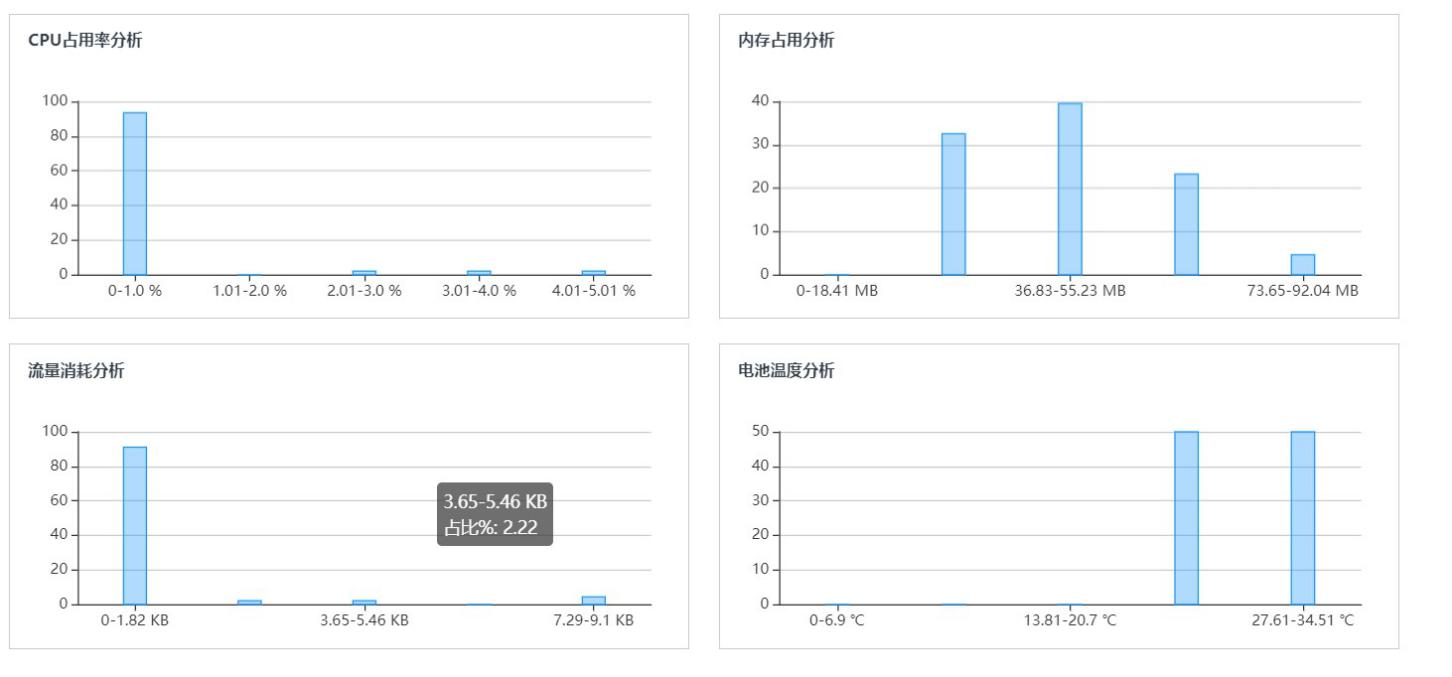 CPU占用率分析
100
80
60
40
20
0
0-1.0 %
1.01-2.0 %
2.01-3.0 %
3.01-4.0 %
4.01-5.01 %
内存占用分析
40
30
20
10
0
0-18.41 MB
36.83-55.23 MB
73.65-92.04 MB
流量消耗分析
100
80
60
40
20
0
3.65-5.46 KB
占比%: 2.22
0-1.82 KB
3.65-5.46 KB
7.29-9.1 KB
电池温度分析
50
40
30
20
10
0
0-6.9 ℃
13.81-20.7 ℃
27.61-34.51 ℃